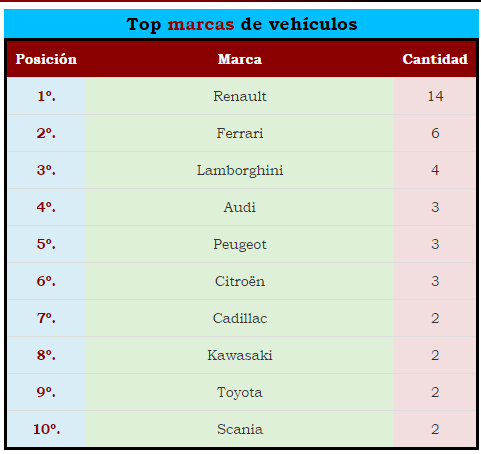 Top marcas de vehículos
Posición Marca Cantidad
1º. Renault 14
2º. Ferrari 6
3º. Lamborghini 4
4º. Audi 3
5º. Peugeot 3
6º. Citroën 3
7º. Cadillac 2
8º. Kawasaki 2
9º. Toyota 2
10º. Scania 2